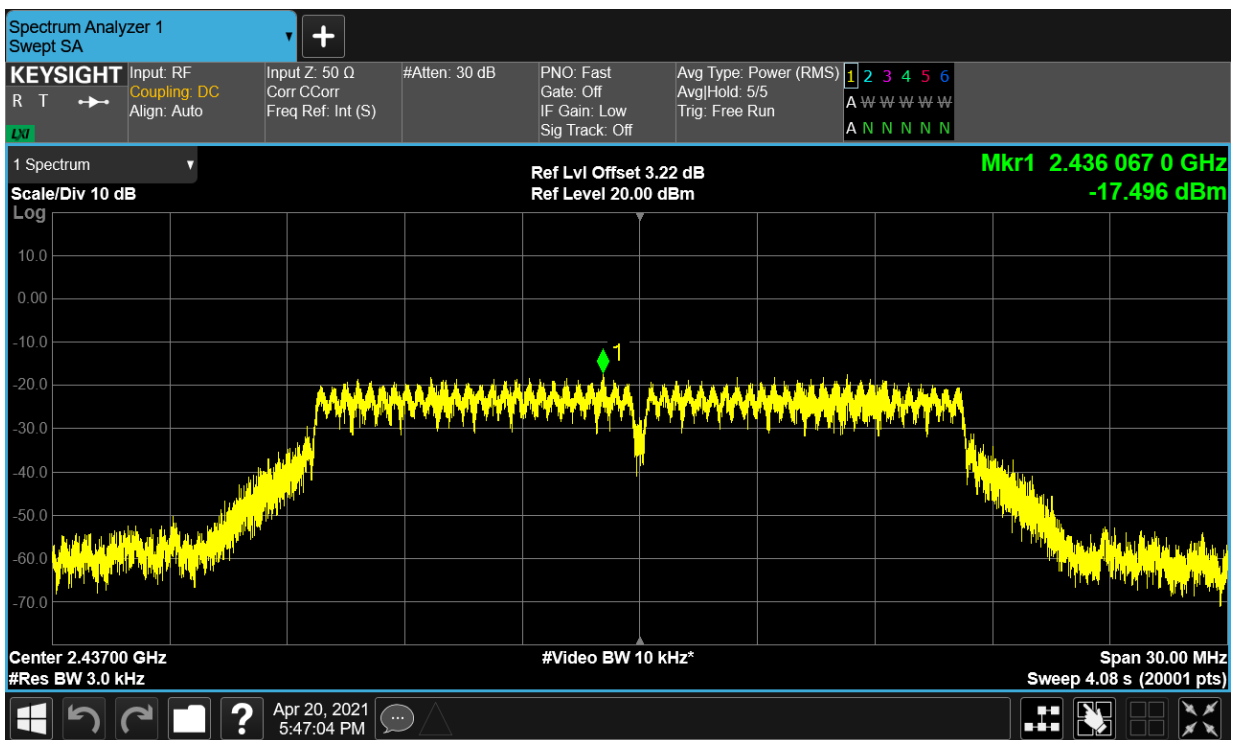 Spectrum Analyzer 1
Swept SA
+
KEYSIGHT
R T
LXI
Input: RF
Coupling: DC
Align: Auto
Input Z: 50 Ω
Corr CCorr
Freq Ref: Int (S)
#Atten: 30 dB
PNO: Fast
Gate: Off
IF Gain: Low
Sig Track: Off
Avg Type: Power (RMS)
Avg|Hold: 5/5
Trig: Free Run
1 2 3 4 5 6
A W W W W W
A N N N N N
1 Spectrum
Scale/Div 10 dB
Log
Ref Lvl Offset 3.22 dB
Ref Level 20.00 dBm
Mkr1 2.436 067 0 GHz
-17.496 dBm
10.0
0.00
-10.0
-20.0
-30.0
-40.0
-50.0
-60.0
-70.0
1
Center 2.43700 GHz
#Res BW 3.0 kHz
#Video BW 10 kHz*
Span 30.00 MHz
Sweep 4.08 s (20001 pts)
?
Apr 20, 2021
5:47:04 PM